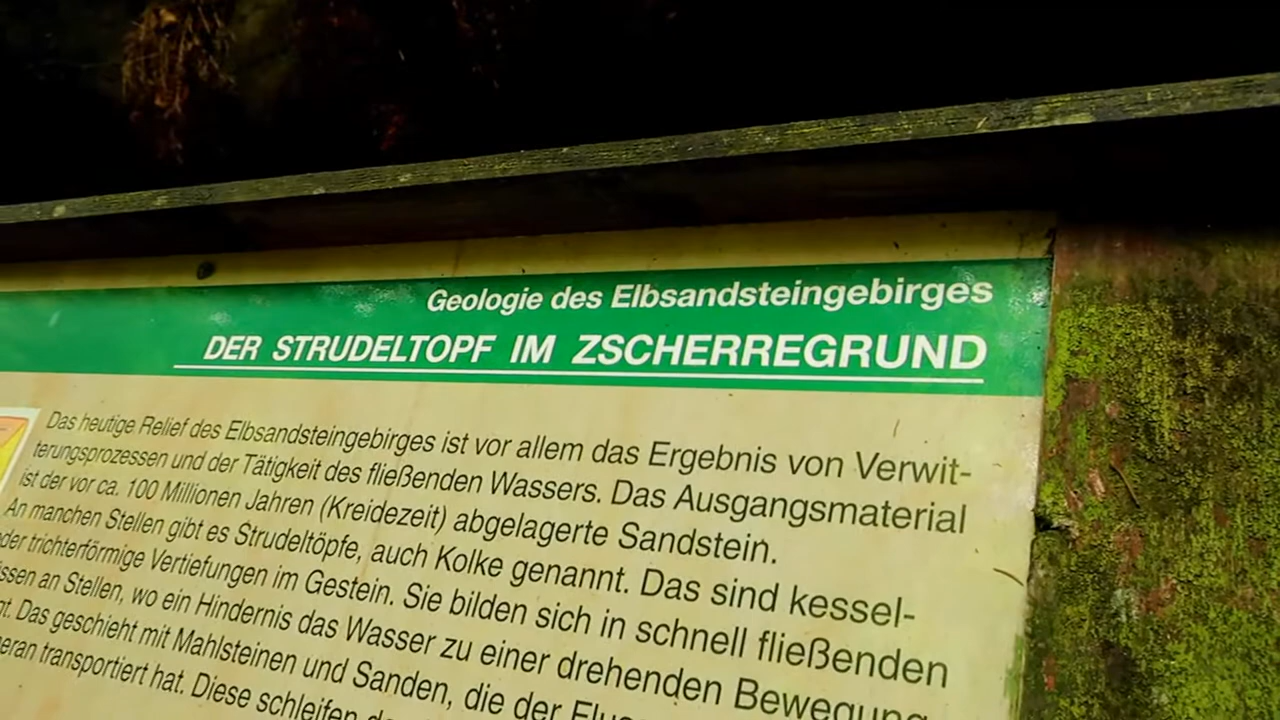 Geologie des Elbsandsteingebirges
DER STRUDELTOPF IM ZSCHERREGRUND
Das heutige Relief des Elbsandsteingebirges ist vor allem das Ergebnis von Verwit-
terungsprozessen und der Tätigkeit des fließenden Wassers. Das Ausgangsmaterial
ist der vor ca. 100 Millionen Jahren (Kreidezeit) abgelagerte Sandstein.
An manchen Stellen gibt es Strudeltöpfe, auch Kolke genannt. Das sind kessel-
trichterförmige Vertiefungen im Gestein. Sie bilden sich in schnell fließenden
an Stellen, wo ein Hindernis das Wasser zu einer drehenden Bewegung
Das geschieht mit Mahlsteinen und Sanden, die der
transportiert hat. Diese schleifen